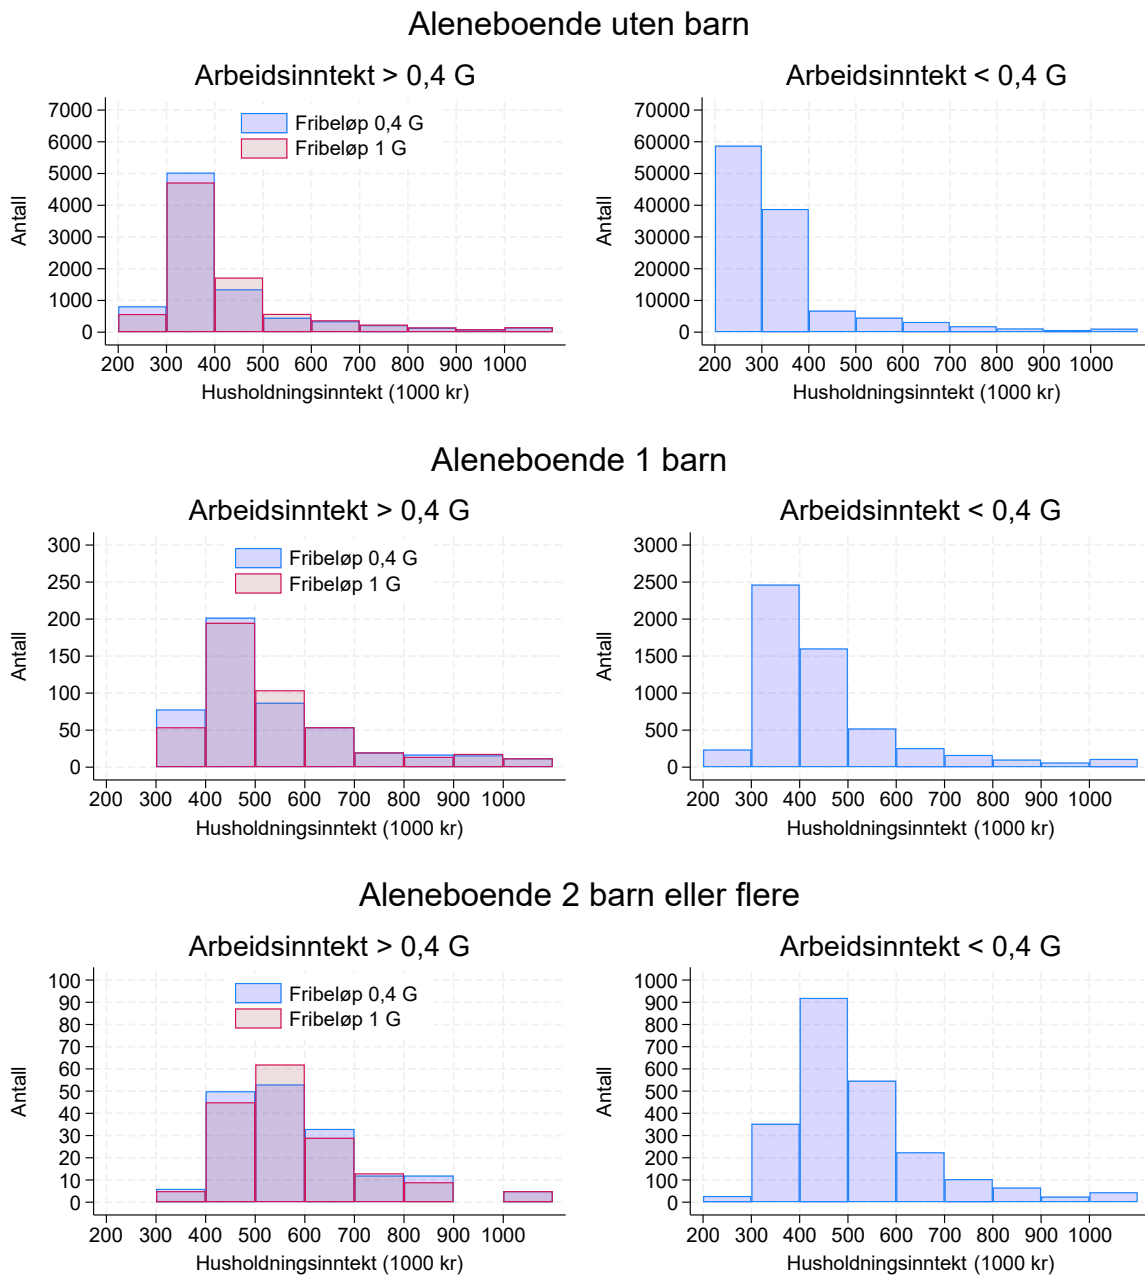 Aleneboende uten barn
Arbeidsinntekt > 0,4 G
7000
6000
5000
4000
3000
2000
1000
0
Antall
Fribeløp 0,4 G
Fribeløp 1 G
200 300 400 500 600 700 800 900 1000
Husholdningsinntekt (1000 kr)
Arbeidsinntekt < 0,4 G
70000
60000
50000
40000
30000
20000
10000
0
Antall
200 300 400 500 600 700 800 900 1000
Husholdningsinntekt (1000 kr)
Aleneboende 1 barn
Arbeidsinntekt > 0,4 G
300
250
200
150
100
50
0
Antall
Fribeløp 0,4 G
Fribeløp 1 G
200 300 400 500 600 700 800 900 1000
Husholdningsinntekt (1000 kr)
Arbeidsinntekt < 0,4 G
3000
2500
2000
1500
1000
500
0
Antall
200 300 400 500 600 700 800 900 1000
Husholdningsinntekt (1000 kr)
Aleneboende 2 barn eller flere
Arbeidsinntekt > 0,4 G
100
90
80
70
60
50
40
30
20
10
0
Antall
Fribeløp 0,4 G
Fribeløp 1 G
200 300 400 500 600 700 800 900 1000
Husholdningsinntekt (1000 kr)
Arbeidsinntekt < 0,4 G
1000
900
800
700
600
500
400
300
200
100
0
Antall
200 300 400 500 600 700 800 900 1000
Husholdningsinntekt (1000 kr)